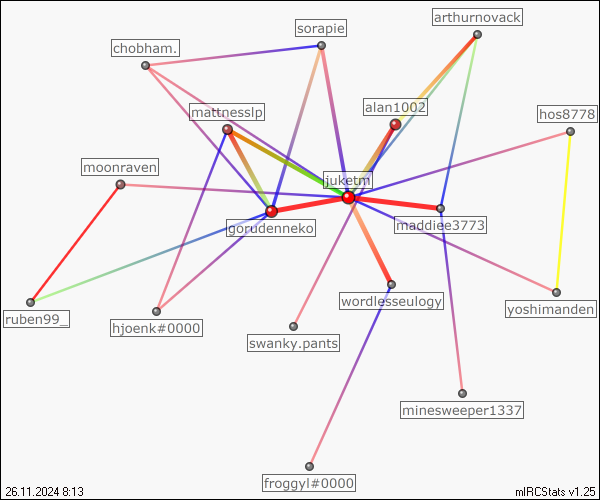 arthurnovack
sorapie
chobham.
alan1002
mattnesslp
hos8778
moonraven
juketm
maddiee3773
gorudenneko
wordlesseulogy
yoshimanden
ruben99_
hjoenk#0000
swanky.pants
minesweeper1337
froggyl#0000
26.11.2024 8:13
mIRCStats v1.25